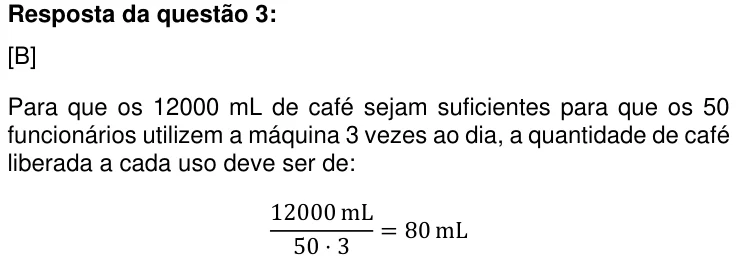 Resposta da questão 3:
[B]
Para que os 12000 mL de café sejam suficientes para que os 50
funcionários utilizem a máquina 3 vezes ao dia, a quantidade de café
liberada a cada uso deve ser de:
12000 mL
50 · 3
= 80 mL